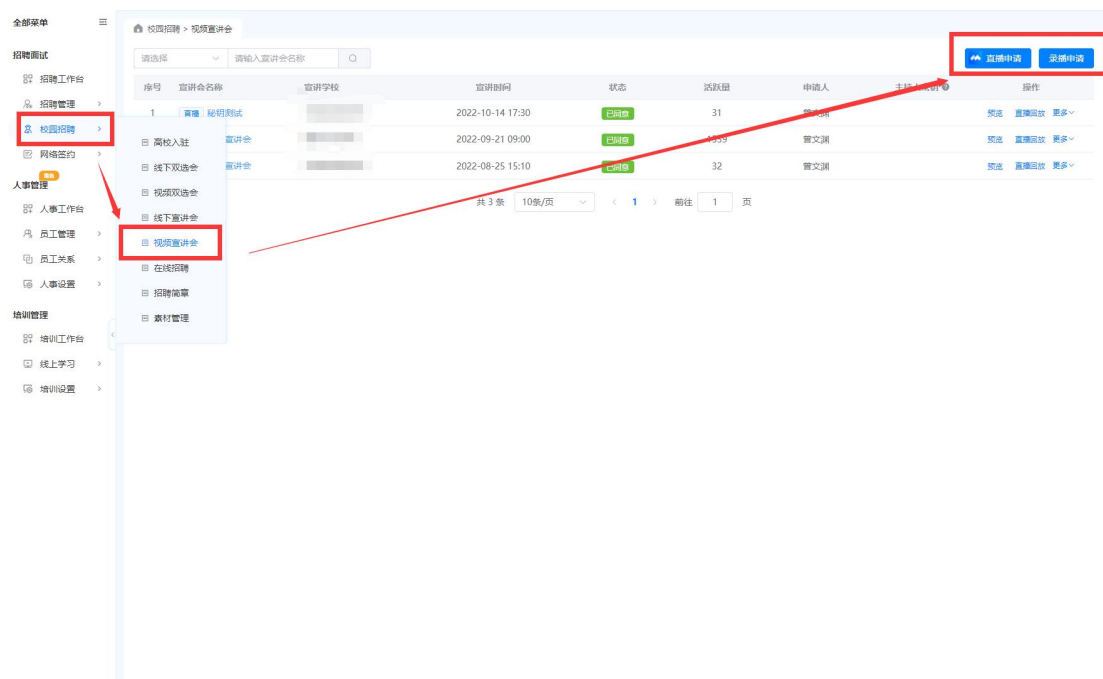 全部菜单
校园招聘 > 视频宣讲会
招聘面试
请选择 请输入宣讲会名称
直播申请 录播申请
招聘工作台
序号 宣讲会名称 宣讲学校 宣讲时间 状态 活跃量 申请人 操作
招聘管理
1 直播 秘钥测试 2022-10-14 17:30 已同意 31 预览 直播回放 更多
校园招聘
高校入驻
宣讲会 2022-09-21 09:00 已同意 曾文渊 预览 直播回放 更多
网络签约
线下双选会
宣讲会 2022-08-25 15:10 已同意 32 曾文渊 预览 直播回放 更多
人事管理
视频双选会
共 3 条 10条/页 1 前往 1 页
人事工作台
线下宣讲会
员工管理
视频宣讲会
员工关系
在线招聘
人事设置
招聘简章
培训管理
素材管理
培训工作台
线上学习
培训设置